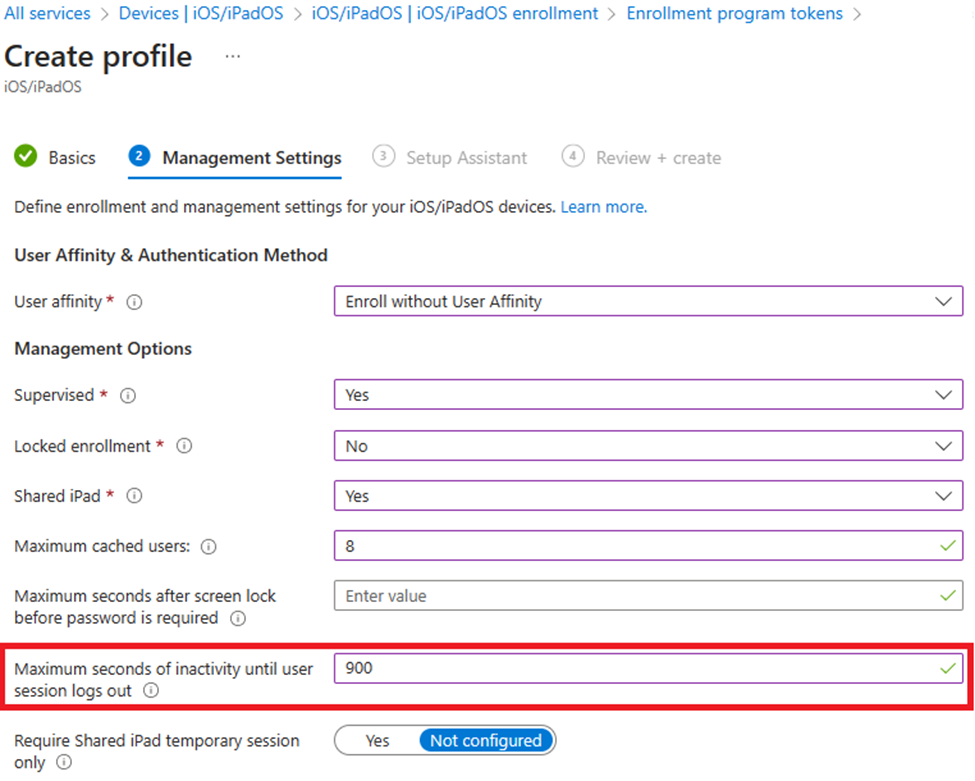 All services > Devices | iOS/iPadOS > iOS/iPadOS | iOS/iPadOS enrollment > Enrollment program tokens >
Create profile ...
iOS/iPadOS
Basics 2 Management Settings 3 Setup Assistant 4 Review + create
Define enrollment and management settings for your iOS/iPadOS devices. Learn more.
User Affinity & Authentication Method
User affinity * Enroll without User Affinity
Management Options
Supervised * Yes
Locked enrollment * No
Shared iPad * Yes
Maximum cached users: 8
Maximum seconds after screen lock
before password is required Enter value
Maximum seconds of inactivity until user
session logs out 900
Require Shared iPad temporary session
only Yes Not configured